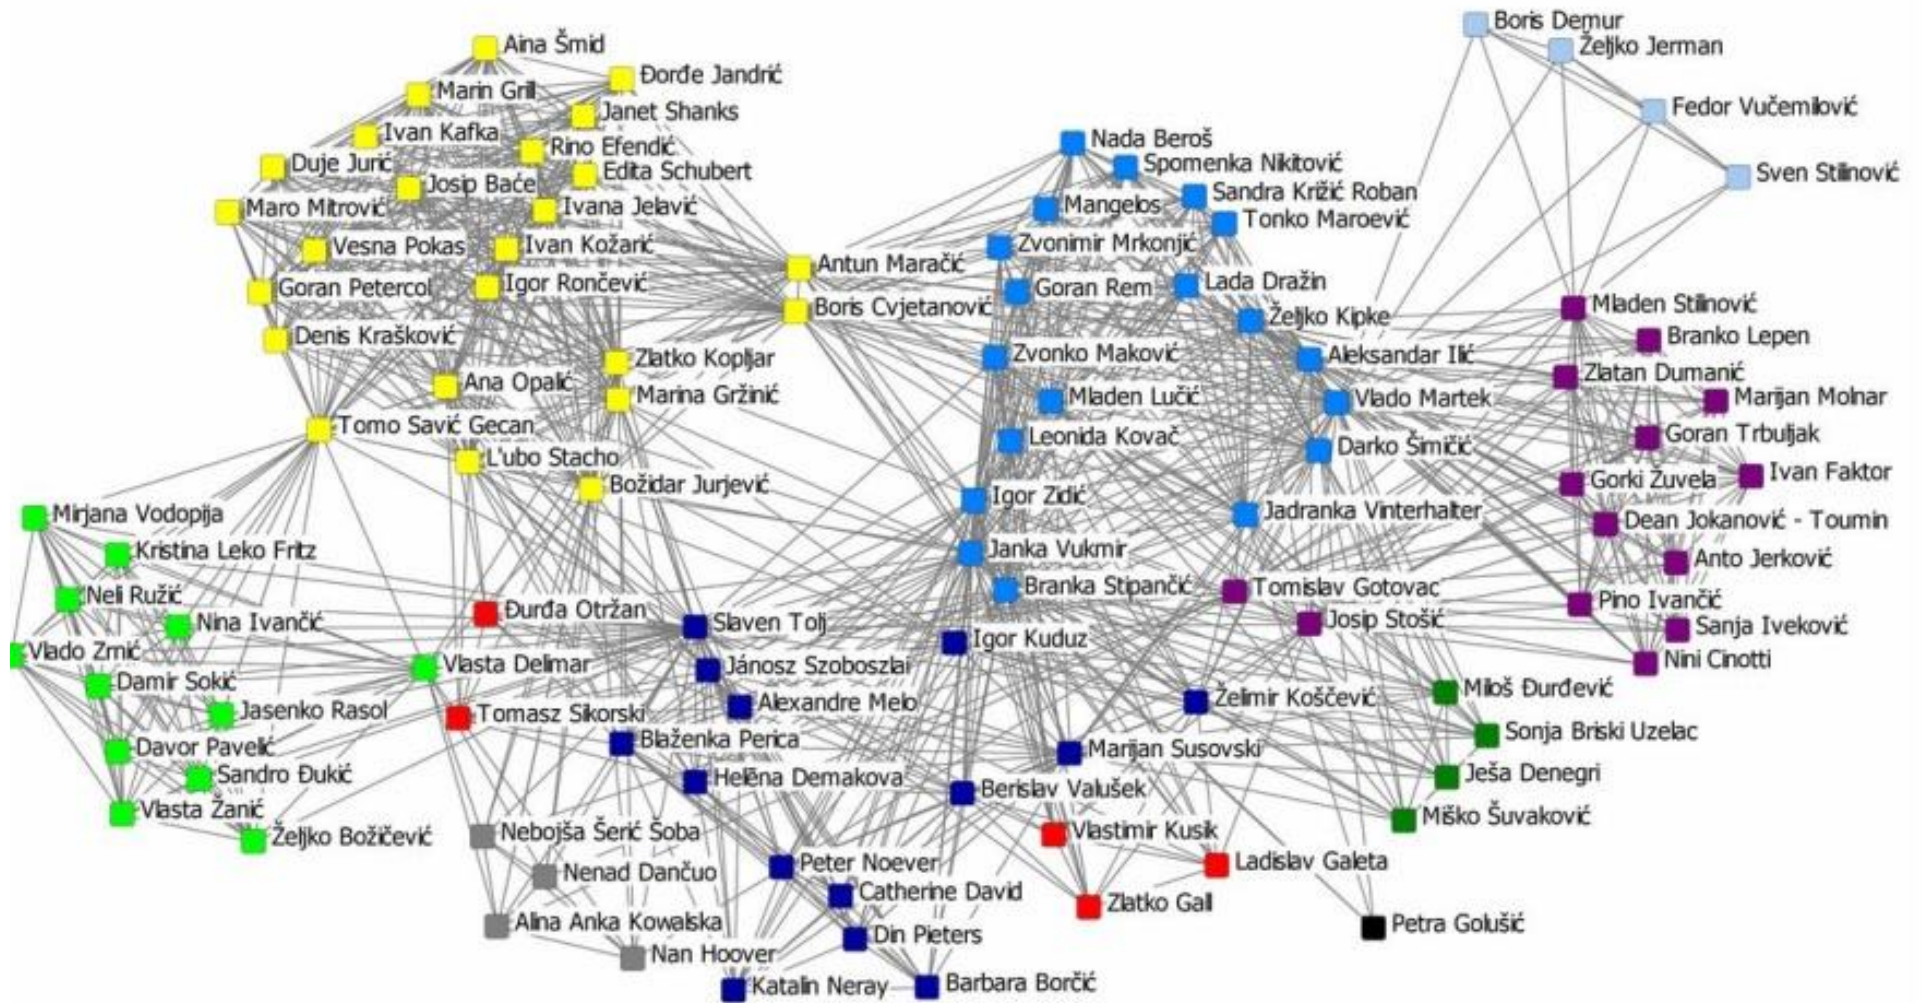 Boris Demur
Aina Šmid
Željko Jerman
Đorđe Jandrić
Marin Grill
Janet Shanks
Fedor Vučemilović
Ivan Kafka
Rino Efendić
Nada Beroš
Duje Jurić
Edita Schubert
Spomenka Nikitović
Sven Stilinović
Josip Baće
Sandra Križić Roban
Maro Mitrović
Ivana Jelavić
Mangelos
Tonko Maroević
Vesna Pokas
Ivan Kožarić
Zvonimir Mrkonjić
Antun Maračić
Goran Petercol
Igor Rončević
Goran Rem
Lada Dražin
Boris Cvjetanović
Mladen Stilinović
Željko Kipke
Denis Krašković
Branko Lepen
Zlatko Kopljar
Zvonko Maković
Aleksandar Ilić
Zlatan Dumanić
Ana Opalić
Marina Gržinić
Mladen Lučić
Vlado Martek
Marijan Molnar
Tomo Savić Gecan
Leonida Kovač
Darko Šimičić
Goran Trbuljak
L'ubo Stacho
Ivan Faktor
Božidar Jurjević
Gorki Žuvela
Igor Zidić
Mirjana Vodopija
Jadranka Vinterhalter
Dean Jokanović - Toumin
Kristina Leko Fritz
Janka Vukmir
Anto Jerković
Neli Ružić
Branka Stipančić
Tomislav Gotovac
Pino Ivančić
Đurđa Otržan
Nina Ivančić
Slaven Tolj
Josip Stošić
Sanja Iveković
Igor Kuduz
Vlado Zrnić
Vlasta Delimar
Jánosz Szoboszlai
Nini Cinotti
Damir Sokić
Miloš Đurđević
Alexandre Melo
Želimir Koščević
Jasenko Rasol
Tomasz Sikorski
Sonja Briski Uzelac
Davor Pavelić
Blaženka Perica
Marijan Susovski
Sandro Đukić
Helēna Demakova
Ješa Denegri
Berislav Valušek
Vlasta Žanić
Miško Šuvaković
Željko Božičević
Nebojša Šerić Šoba
Vlastimir Kusik
Peter Noever
Ladislav Galeta
Nenad Dančuo
Catherine David
Zlatko Gall
Alina Anka Kowalska
Din Pieters
Petra Golušić
Nan Hoover
Katalin Neray
Barbara Borčić